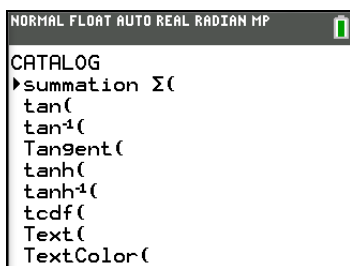 NORMAL FLOAT AUTO REAL RADIAN MP
CATALOG
▶summation Σ(
tan(
tan⁻¹(
Tangent(
tanh(
tanh⁻¹(
tcdf(
Text(
TextColor(